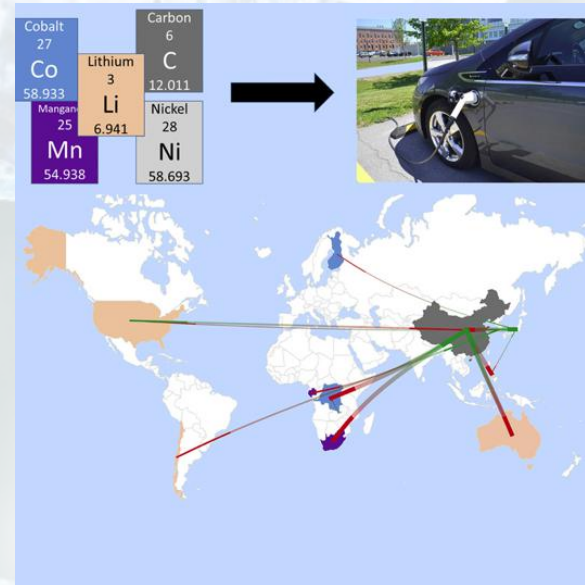 Cobalt
27
Co
58.933
Carbon
6
C
12.011
Lithium
3
Li
6.941
25
Mn
54.938
Nickel
28
Ni
58.693